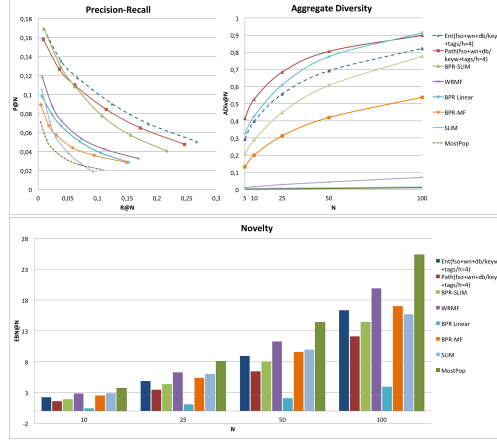 Precision-Recall
0,18
0,16
0,14
0,12
0,1
0,08
0,06
0,04
0,02
0
P@N
0 0,05 0,1 0,15 0,2 0,25 0,3
R@N
Aggregate Diversity
1
0,9
0,8
0,7
0,6
0,5
0,4
0,3
0,2
0,1
0
ADiv@N
5 10 25 50 100
N
Ent(fso+wn+db/key
+tags/h=4)
Path(fso+wn+db/
keyw+tags/h=4)
BPR-SLIM
WRMF
BPR Linear
BPR-MF
SLIM
MostPop
Novelty
28
23
18
13
8
3
-2
EBN@N
10 25 50 100
N
Ent(fso+wn+db/keyw
+tags/h=4)
Path(fso+wn+db/key
+tags/h=4)
BPR-SLIM
WRMF
BPR Linear
BPR-MF
SLIM
MostPop